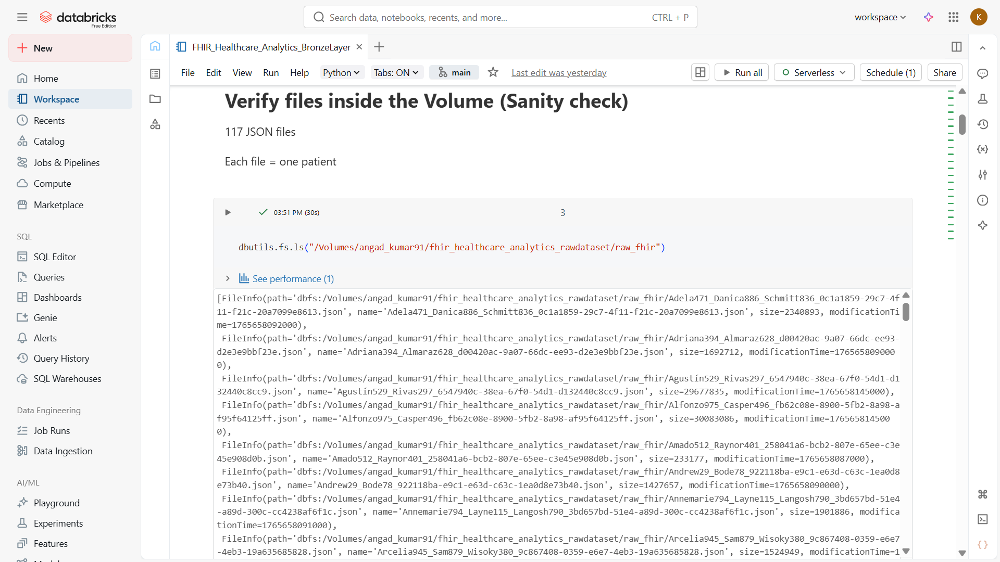 databricks
Free Edition
Search data, notebooks, recents, and more...
CTRL + P
workspace
K
New
Home
Workspace
Recents
Catalog
Jobs & Pipelines
Compute
Marketplace
SQL
SQL Editor
Queries
Dashboards
Genie
Alerts
Query History
SQL Warehouses
Data Engineering
Job Runs
Data Ingestion
AI/ML
Playground
Experiments
Features
FHIR_Healthcare_Analytics_BronzeLayer
File
Edit
View
Run
Help
Python
Tabs: ON
main
Last edit was yesterday
Run all
Serverless
Schedule (1)
Share
Verify files inside the Volume (Sanity check)
117 JSON files
Each file = one patient
03:51 PM (30s)
3
dbutils.fs.ls("/Volumes/angad_kumar91/fhir_healthcare_analytics_rawdataset/raw_fhir")
See performance (1)
[FileInfo(path='dbfs:/Volumes/angad_kumar91/fhir_healthcare_analytics_rawdataset/raw_fhir/Adela471_Danica886_Schmitt836_0c1a1859-29c7-4f
11-f21c-20a7099e8613.json', name='Adela471_Danica886_Schmitt836_0c1a1859-29c7-4f11-f21c-20a7099e8613.json', size=2340893, modificationTi
me=1765658092000),
FileInfo(path='dbfs:/Volumes/angad_kumar91/fhir_healthcare_analytics_rawdataset/raw_fhir/Adriana394_Almaraz628_d00420ac-9a07-66dc-ee93-
d2e3e9bbf23e.json', name='Adriana394_Almaraz628_d00420ac-9a07-66dc-ee93-d2e3e9bbf23e.json', size=1692712, modificationTime=176565809000
0),
FileInfo(path='dbfs:/Volumes/angad_kumar91/fhir_healthcare_analytics_rawdataset/raw_fhir/Agustín529_Rivas297_6547940c-38ea-67f0-54d1-d1
32440c8cc9.json', name='Agustín529_Rivas297_6547940c-38ea-67f0-54d1-d132440c8cc9.json', size=29677835, modificationTime=1765658145000),
FileInfo(path='dbfs:/Volumes/angad_kumar91/fhir_healthcare_analytics_rawdataset/raw_fhir/Alfonzo975_Casper496_fb62c08e-8900-5fb2-8a98-a
f95f64125ff.json', name='Alfonzo975_Casper496_fb62c08e-8900-5fb2-8a98-af95f64125ff.json', size=30083086, modificationTime=176565814500
0),
FileInfo(path='dbfs:/Volumes/angad_kumar91/fhir_healthcare_analytics_rawdataset/raw_fhir/Amado512_Raynor401_258041a6-bcb2-807e-65ee-c3e
45e908d0b.json', name='Amado512_Raynor401_258041a6-bcb2-807e-65ee-c3e45e908d0b.json', size=233177, modificationTime=1765658087000),
FileInfo(path='dbfs:/Volumes/angad_kumar91/fhir_healthcare_analytics_rawdataset/raw_fhir/Andrew29_Bode78_922118ba-e9c1-e63d-c63c-1ea0d8
e73b40.json', name='Andrew29_Bode78_922118ba-e9c1-e63d-c63c-1ea0d8e73b40.json', size=1427657, modificationTime=1765658090000),
FileInfo(path='dbfs:/Volumes/angad_kumar91/fhir_healthcare_analytics_rawdataset/raw_fhir/Annemarie794_Layne115_Langosh790_3bd657bd-51e4
-a89d-300c-cc4238af6f1c.json', name='Annemarie794_Layne115_Langosh790_3bd657bd-51e4-a89d-300c-cc4238af6f1c.json', size=1901886, modifica
tionTime=1765658091000),
FileInfo(path='dbfs:/Volumes/angad_kumar91/fhir_healthcare_analytics_rawdataset/raw_fhir/Arcelia945_Sam879_Wisoky380_9c867408-0359-e6e7
-4eb3-19a635685828.json', name='Arcelia945_Sam879_Wisoky380_9c867408-0359-e6e7-4eb3-19a635685828.json', size=1524949, modificationTime=1